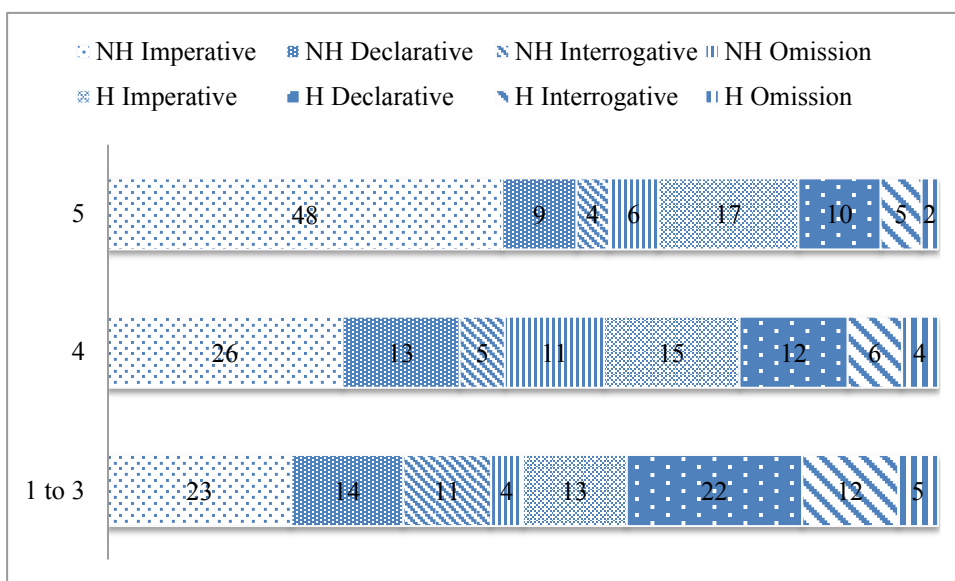 NH Imperative NH Declarative NH Interrogative NH Omission
H Imperative H Declarative H Interrogative H Omission
5 48 9 4 6 17 10 5 2
4 26 13 5 11 15 12 6 4
1 to 3 23 14 11 4 13 22 12 5